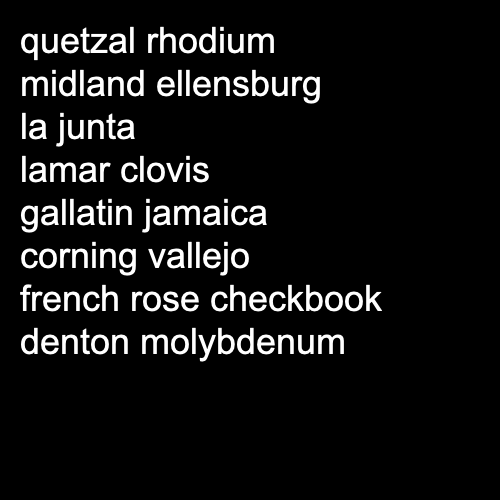 quetzal rhodium
midland ellensburg
la junta
lamar clovis
gallatin jamaica
corning vallejo
french rose checkbook
denton molybdenum